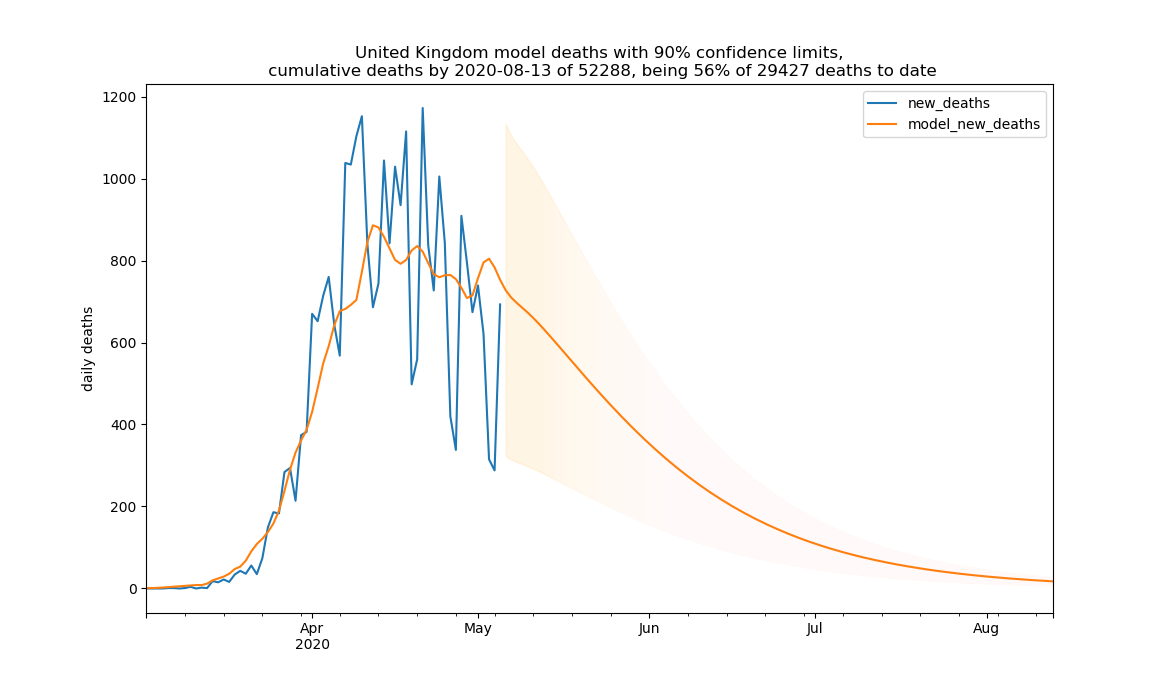 United Kingdom model deaths with 90% confidence limits,
cumulative deaths by 2020-08-13 of 52288, being 56% of 29427 deaths to date
new_deaths
model_new_deaths
daily deaths
1200
1000
800
600
400
200
0
Apr
2020
May
Jun
Jul
Aug